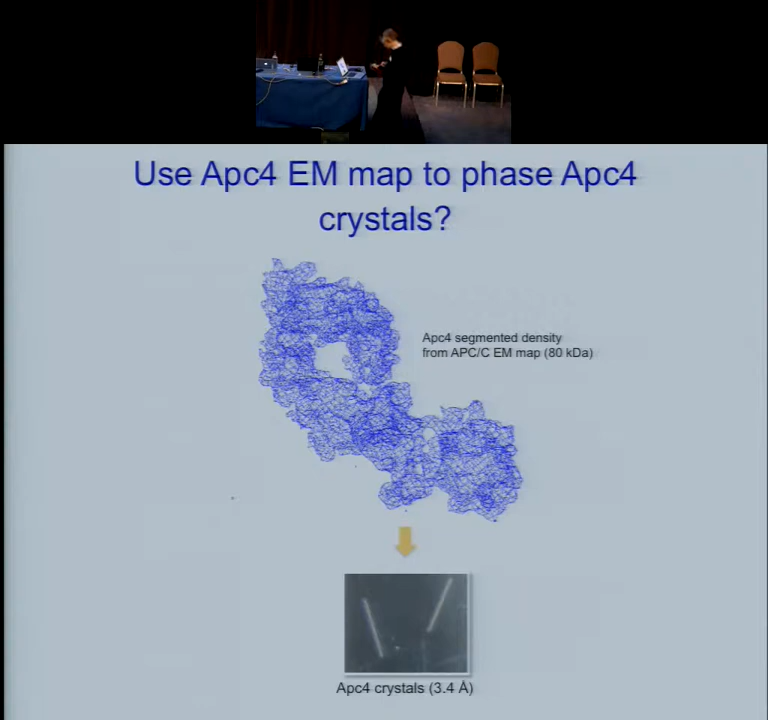 Use Apc4 EM map to phase Apc4
crystals?
Apc4 segmented density
from APC/C EM map (80 kDa)
Apc4 crystals (3.4 Å)